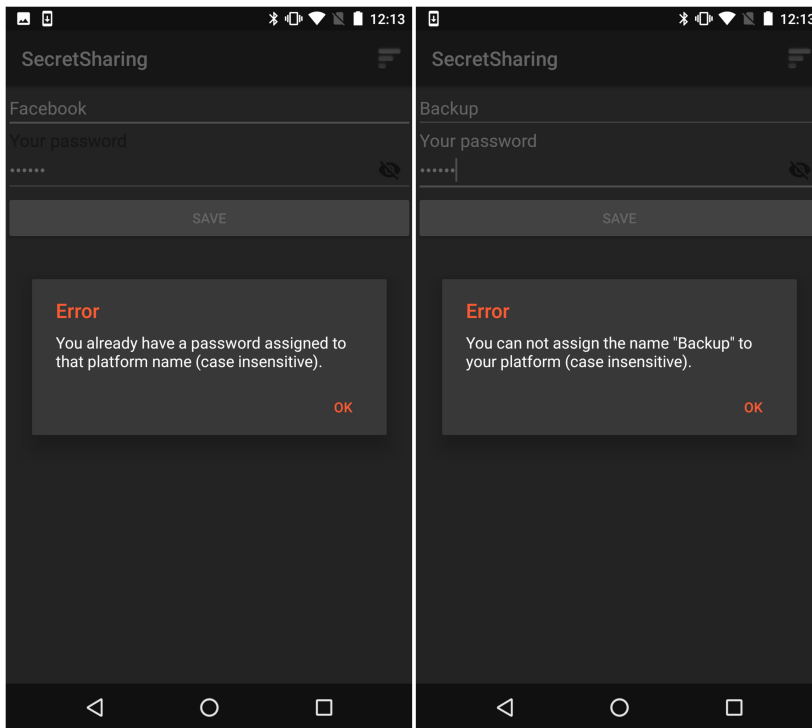 12:13
SecretSharing
Facebook
Your password
••••••
SAVE
Error
You already have a password assigned to
that platform name (case insensitive).
OK
12:13
SecretSharing
Backup
Your password
••••••
SAVE
Error
You can not assign the name "Backup" to
your platform (case insensitive).
OK